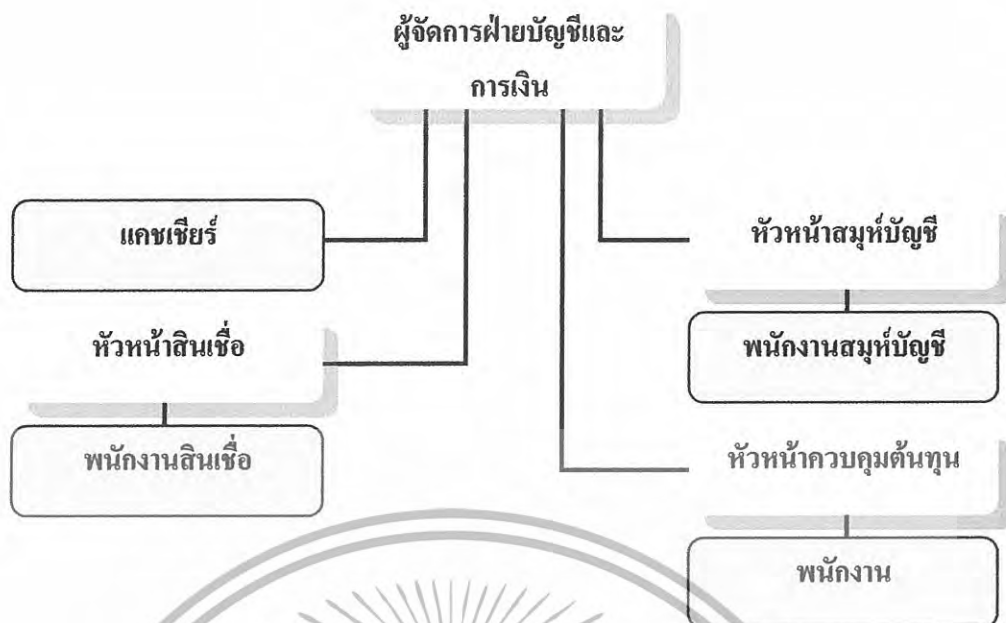 ผู้จัดการฝ่ายบัญชีและ
การเงิน
แคชเชียร์
หัวหน้าสินเชื่อ
พนักงานสินเชื่อ
หัวหน้าสมุห์บัญชี
พนักงานสมุห์บัญชี
หัวหน้าควบคุมต้นทุน
พนักงาน